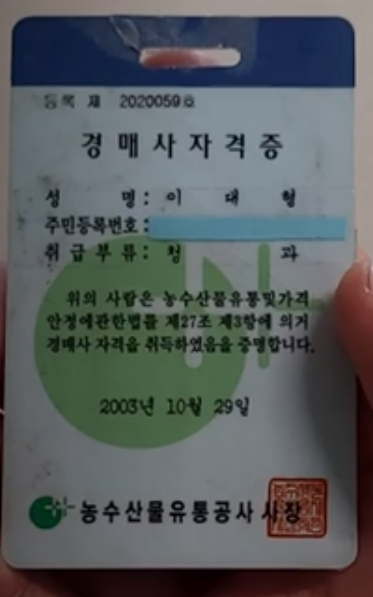 등록 제 2020059호
경매사자격증
성 명: 이 대 형
주민등록번호:
취급부류: 청 과
위의 사람은 농수산물유통및가격
안정에관한법률 제27조 제3항에 의거
경매사 자격을 취득하였음을 증명합니다.
2003년 10월 29일
농수산물유통공사사장